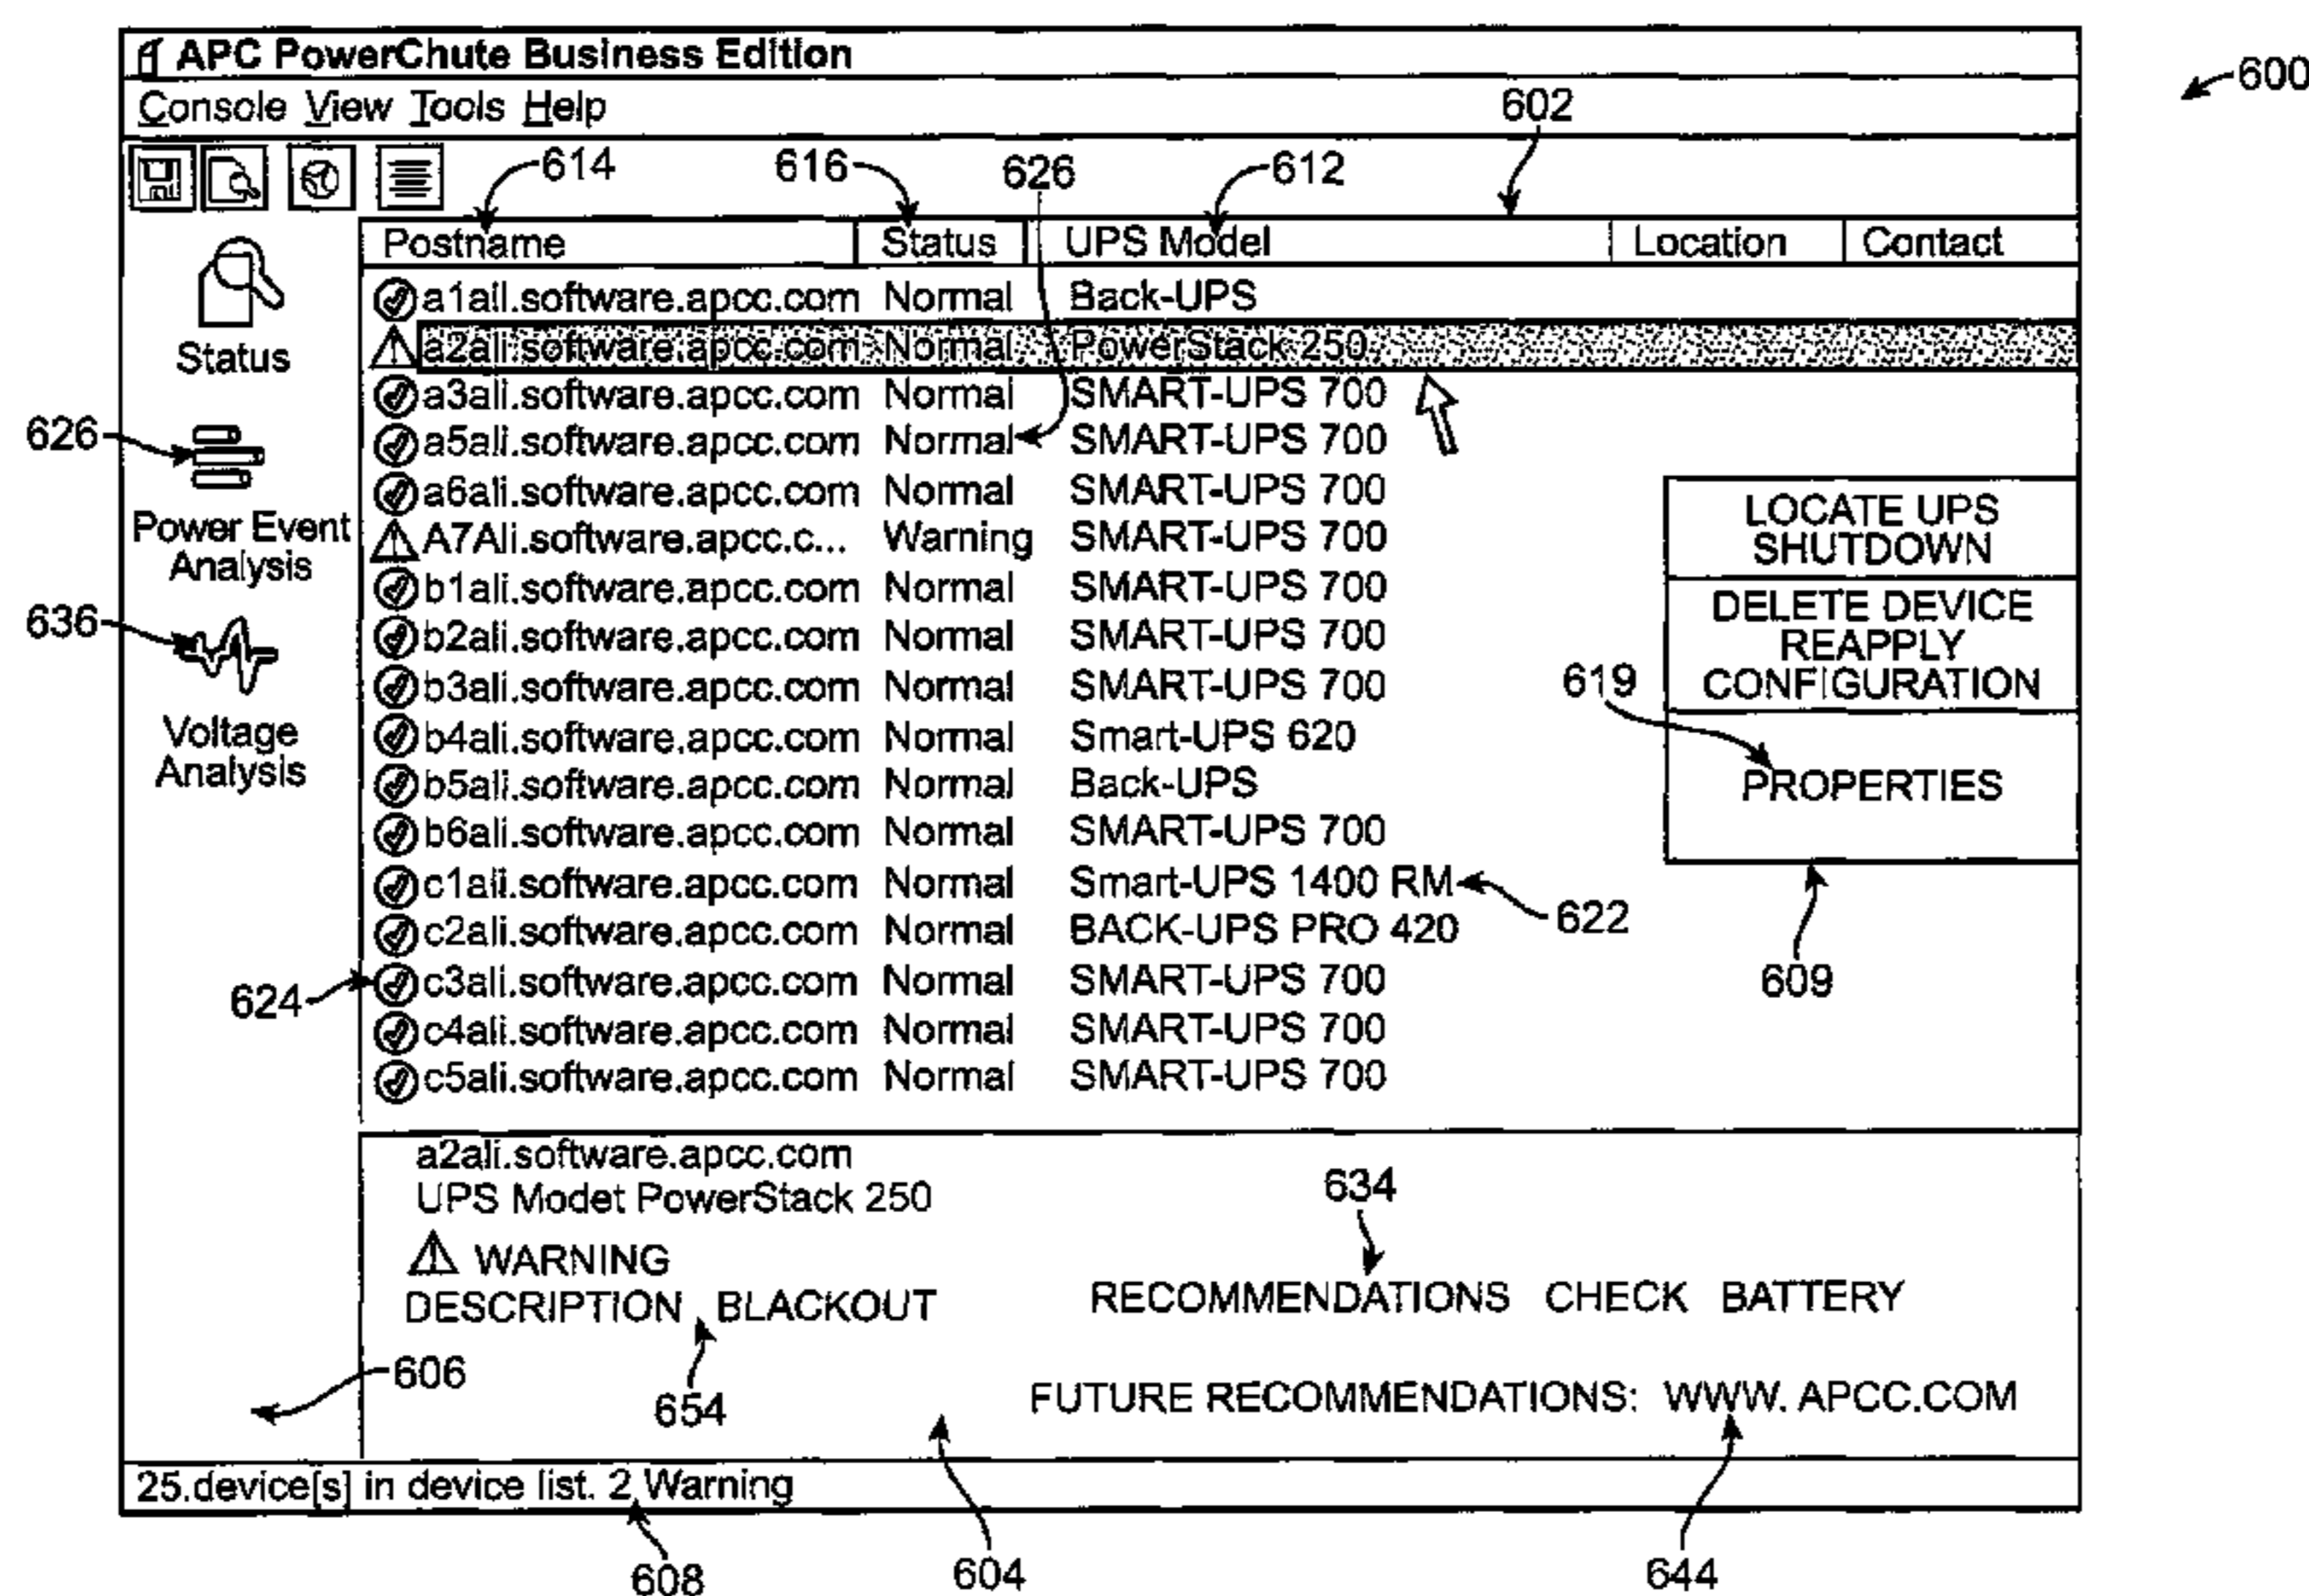 APC PowerChute Business Edition
600
Console View Tools Help
602
614 616 626 612
Postname Status UPS Model Location Contact
a1ali.software.apcc.com Normal Back-UPS
a2ali.software.apcc.com Normal PowerStack 250
a3ali.software.apcc.com Normal SMART-UPS 700
a5ali.software.apcc.com Normal SMART-UPS 700
a6ali.software.apcc.com Normal SMART-UPS 700
A7Ali.software.apcc.c... Warning SMART-UPS 700
b1ali.software.apcc.com Normal SMART-UPS 700
b2ali.software.apcc.com Normal SMART-UPS 700
b3ali.software.apcc.com Normal SMART-UPS 700
b4ali.software.apcc.com Normal Smart-UPS 620
b5ali.software.apcc.com Normal Back-UPS
b6ali.software.apcc.com Normal SMART-UPS 700
c1ali.software.apcc.com Normal Smart-UPS 1400 RM
c2ali.software.apcc.com Normal BACK-UPS PRO 420
c3ali.software.apcc.com Normal SMART-UPS 700
c4ali.software.apcc.com Normal SMART-UPS 700
c5ali.software.apcc.com Normal SMART-UPS 700
Status
626
Power Event
Analysis
636
Voltage
Analysis
624
622
LOCATE UPS
SHUTDOWN
DELETE DEVICE
REAPPLY
CONFIGURATION
619
PROPERTIES
609
a2ali.software.apcc.com
UPS Modet PowerStack 250
634
WARNING
DESCRIPTION BLACKOUT RECOMMENDATIONS CHECK BATTERY
606
654
FUTURE RECOMMENDATIONS: WWW. APCC.COM
25.device[s] in device list. 2 Warning
608 604 644